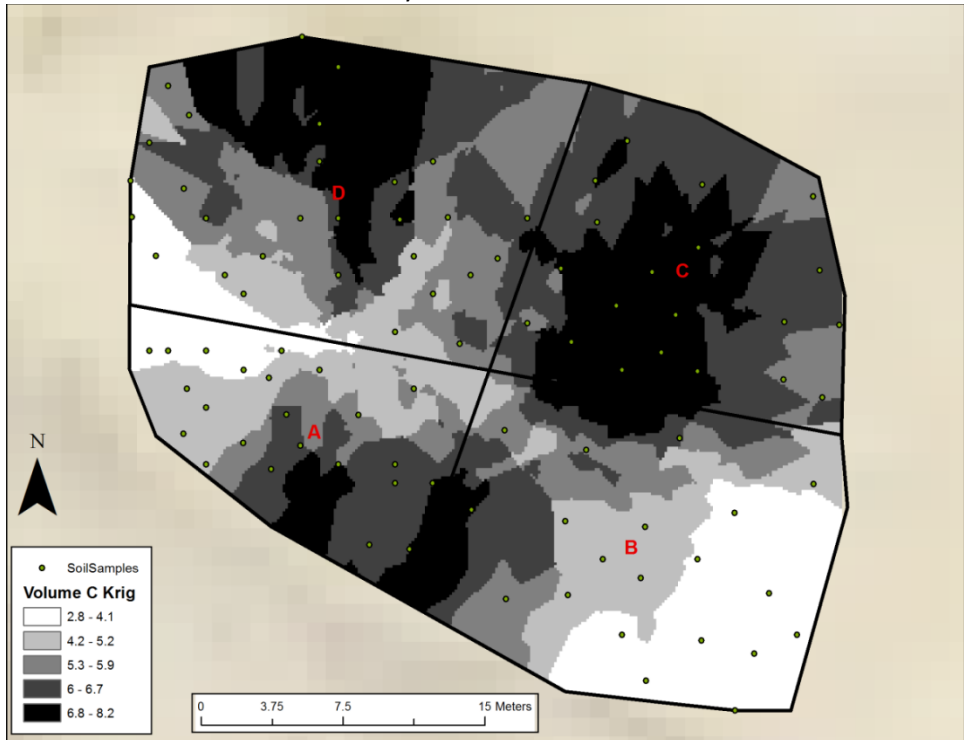 D
C
A
B
N
SoilSamples
Volume C Krig
2.8 - 4.1
4.2 - 5.2
5.3 - 5.9
6 - 6.7
6.8 - 8.2
0 3.75 7.5 15 Meters